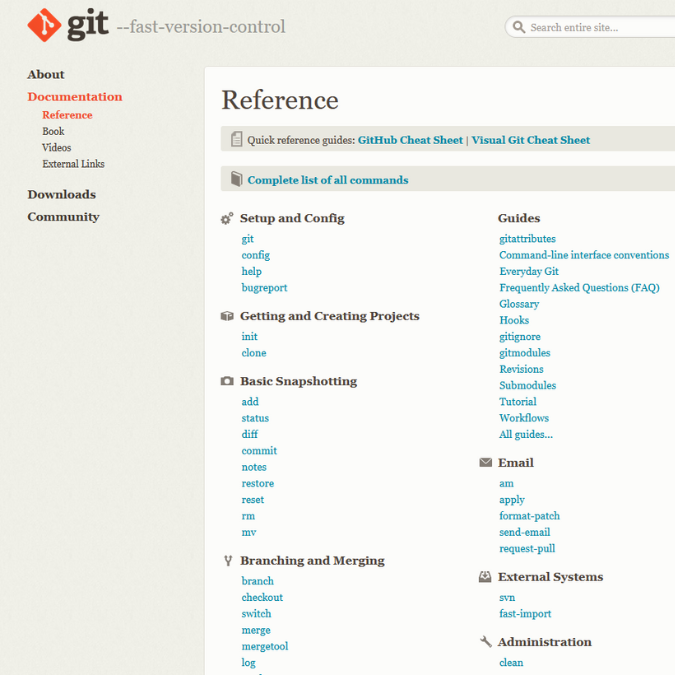 git --fast-version-control
Search entire site...
About
Documentation
Reference
Book
Videos
External Links
Downloads
Community
Reference
Quick reference guides: GitHub Cheat Sheet | Visual Git Cheat Sheet
Complete list of all commands
Setup and Config
git
config
help
bugreport
Getting and Creating Projects
init
clone
Basic Snapshotting
add
status
diff
commit
notes
restore
reset
rm
mv
Branching and Merging
branch
checkout
switch
merge
mergetool
log
Guides
gitattributes
Command-line interface conventions
Everyday Git
Frequently Asked Questions (FAQ)
Glossary
Hooks
gitignore
gitmodules
Revisions
Submodules
Tutorial
Workflows
All guides...
Email
am
apply
format-patch
send-email
request-pull
External Systems
svn
fast-import
Administration
clean